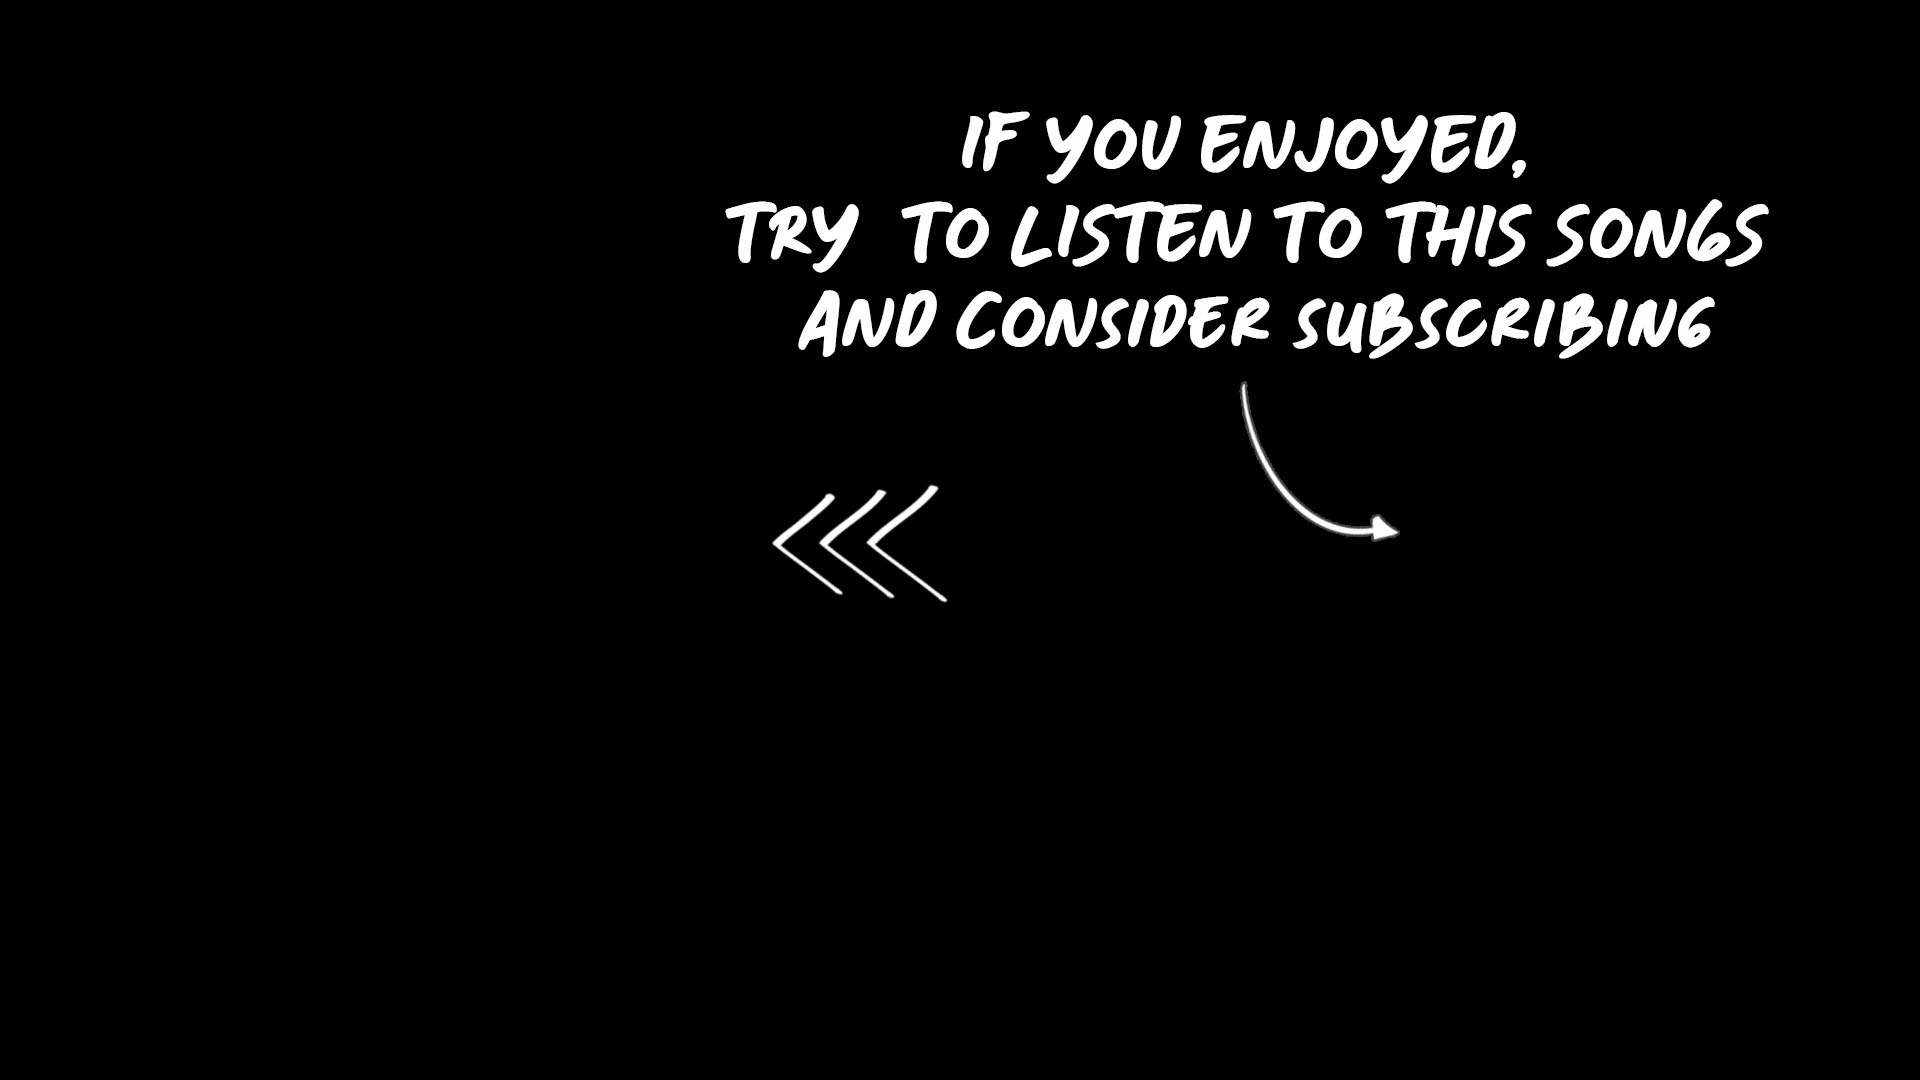 IF YOU ENJOYED,
TRY TO LISTEN TO THIS SONGS
AND CONSIDER SUBSCRIBING